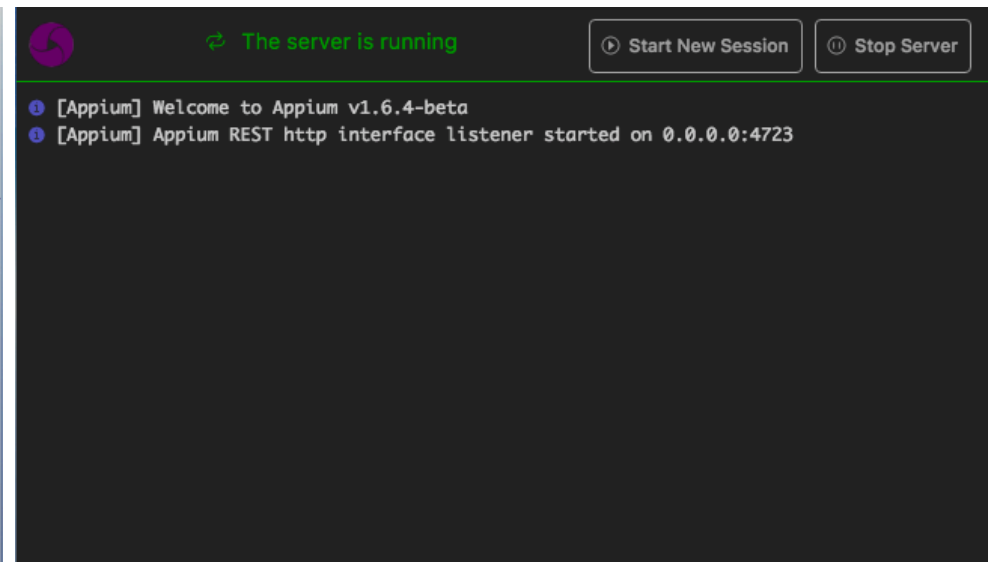 The server is running
Start New Session
Stop Server
[Appium] Welcome to Appium v1.6.4-beta
[Appium] Appium REST http interface listener started on 0.0.0.0:4723